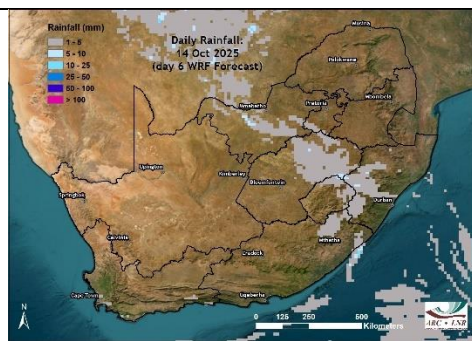 Rainfall (mm)
1 - 5
5 - 10
10 - 25
25 - 50
50 - 100
> 100
Daily Rainfall:
14 Oct 2025
(day 6 WRF Forecast)
Musina
Polokwane
Mbombela
Pretoria
Mmabatho
Upington
Kimberley
Bloemfontein
Springbok
Durban
Calvinia
Mthatha
Cradock
Cape Town
Gqeberha
N
0 125 250 500
Kilometers
ARC • LNR